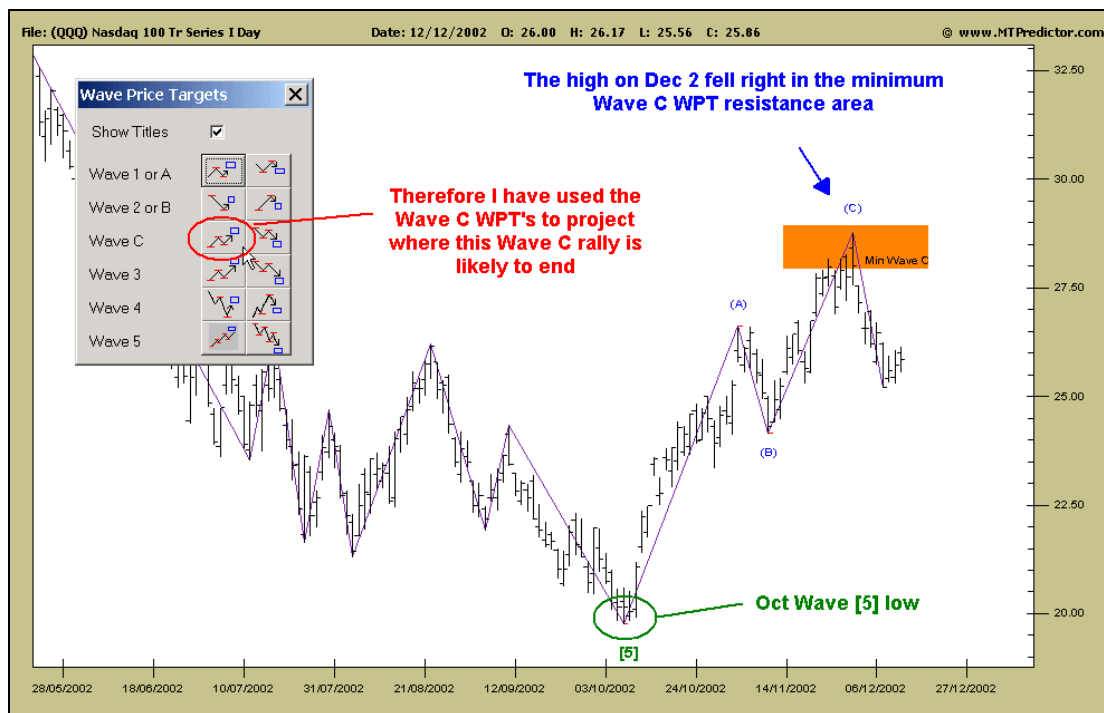 File: (QQQ) Nasdaq 100 Tr Series I Day Date: 12/12/2002 O: 26.00 H: 26.17 L: 25.56 C: 25.86 © www.MTPredictor.com
Wave Price Targets
Show Titles
Wave 1 or A
Wave 2 or B
Wave C
Wave 3
Wave 4
Wave 5
The high on Dec 2 fell right in the minimum
Wave C WPT resistance area
Therefore I have used the
Wave C WPT's to project
where this Wave C rally is
likely to end
(C)
Min Wave C
(A)
(B)
Oct Wave [5] low
[5]
32.50
30.00
27.50
25.00
22.50
20.00
28/05/2002 18/06/2002 10/07/2002 31/07/2002 21/08/2002 12/09/2002 03/10/2002 24/10/2002 14/11/2002 06/12/2002 27/12/2002